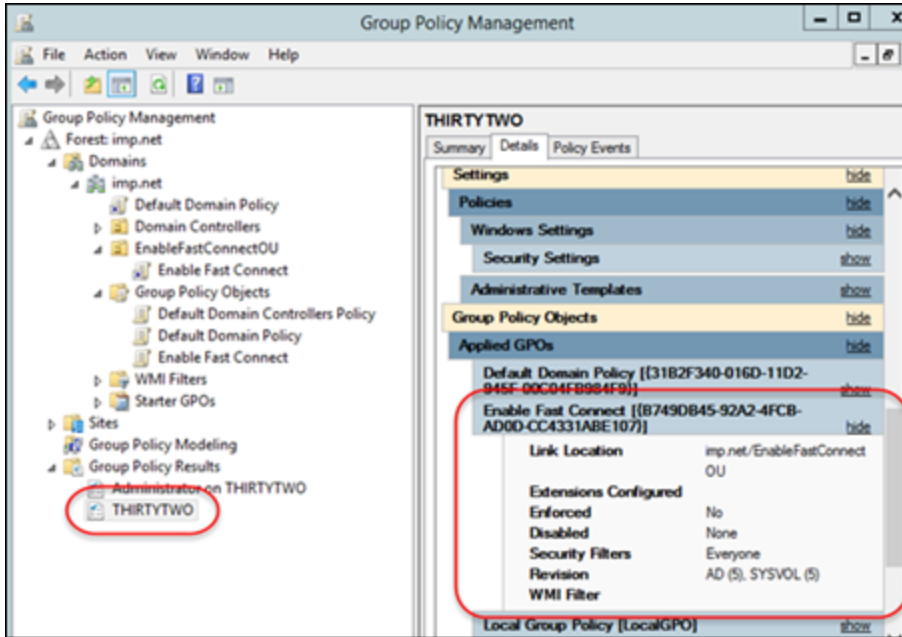 Group Policy Management
File Action View Window Help
Group Policy Management
Forest: imp.net
Domains
imp.net
Default Domain Policy
Domain Controllers
EnableFastConnectOU
Enable Fast Connect
Group Policy Objects
Default Domain Controllers Policy
Default Domain Policy
Enable Fast Connect
WMI Filters
Starter GPOs
Sites
Group Policy Modeling
Group Policy Results
Administrator on THIRTYTWO
THIRTYTWO
THIRTYTWO
Summary Details Policy Events
Settings hide
Policies hide
Windows Settings hide
Security Settings show
Administrative Templates show
Group Policy Objects hide
Applied GPOs hide
Default Domain Policy [{31B2F340-016D-11D2-
945F-00C04FB984F9}] show
Enable Fast Connect [{B749DB45-92A2-4FCB-
AD0D-CC4331ABE107}] hide
Link Location imp.net/EnableFastConnect
OU
Extensions Configured
Enforced No
Disabled None
Security Filters Everyone
Revision AD (5), SYSVOL (5)
WMI Filter
Local Group Policy [LocalGPO] show